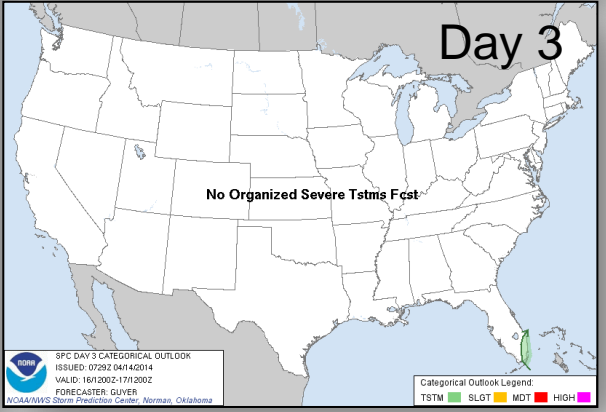 Day 3
No Organized Severe Tstms Fcst
NOAA
SPC DAY 3 CATEGORICAL OUTLOOK
ISSUED: 0729Z 04/14/2014
VALID: 16/1200Z-17/1200Z
FORECASTER: GUYER
NOAA/NWS Storm Prediction Center, Norman, Oklahoma
Categorical Outlook Legend:
TSTM SLGT MDT HIGH